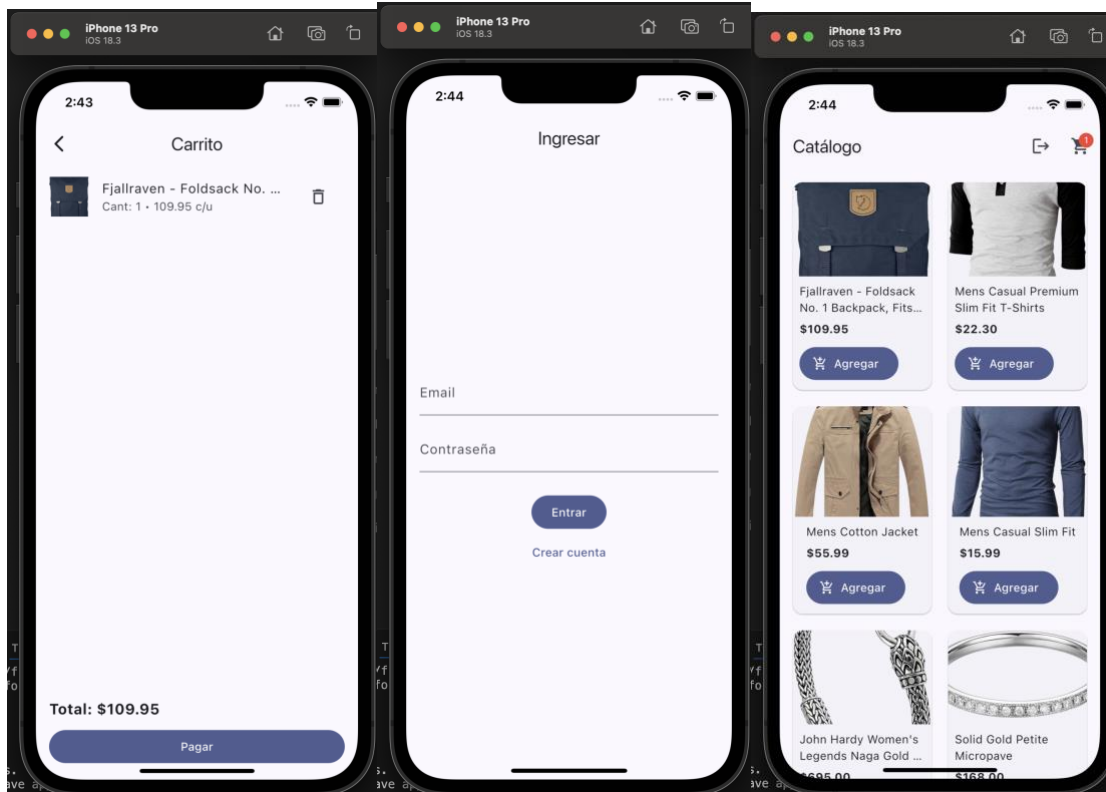 iPhone 13 Pro
iOS 18.3
2:43
Carrito
Fjallraven - Foldsack No. ...
Cant: 1 • 109.95 c/u
Total: $109.95
Pagar
iPhone 13 Pro
iOS 18.3
2:44
Ingresar
Email
Contraseña
Entrar
Crear cuenta
iPhone 13 Pro
iOS 18.3
2:44
Catálogo
1
Fjallraven - Foldsack
No. 1 Backpack, Fits...
$109.95
Agregar
Mens Casual Premium
Slim Fit T-Shirts
$22.30
Agregar
Mens Cotton Jacket
$55.99
Agregar
Mens Casual Slim Fit
$15.99
Agregar
John Hardy Women's
Legends Naga Gold ...
$695.00
Solid Gold Petite
Micropave
$168.00